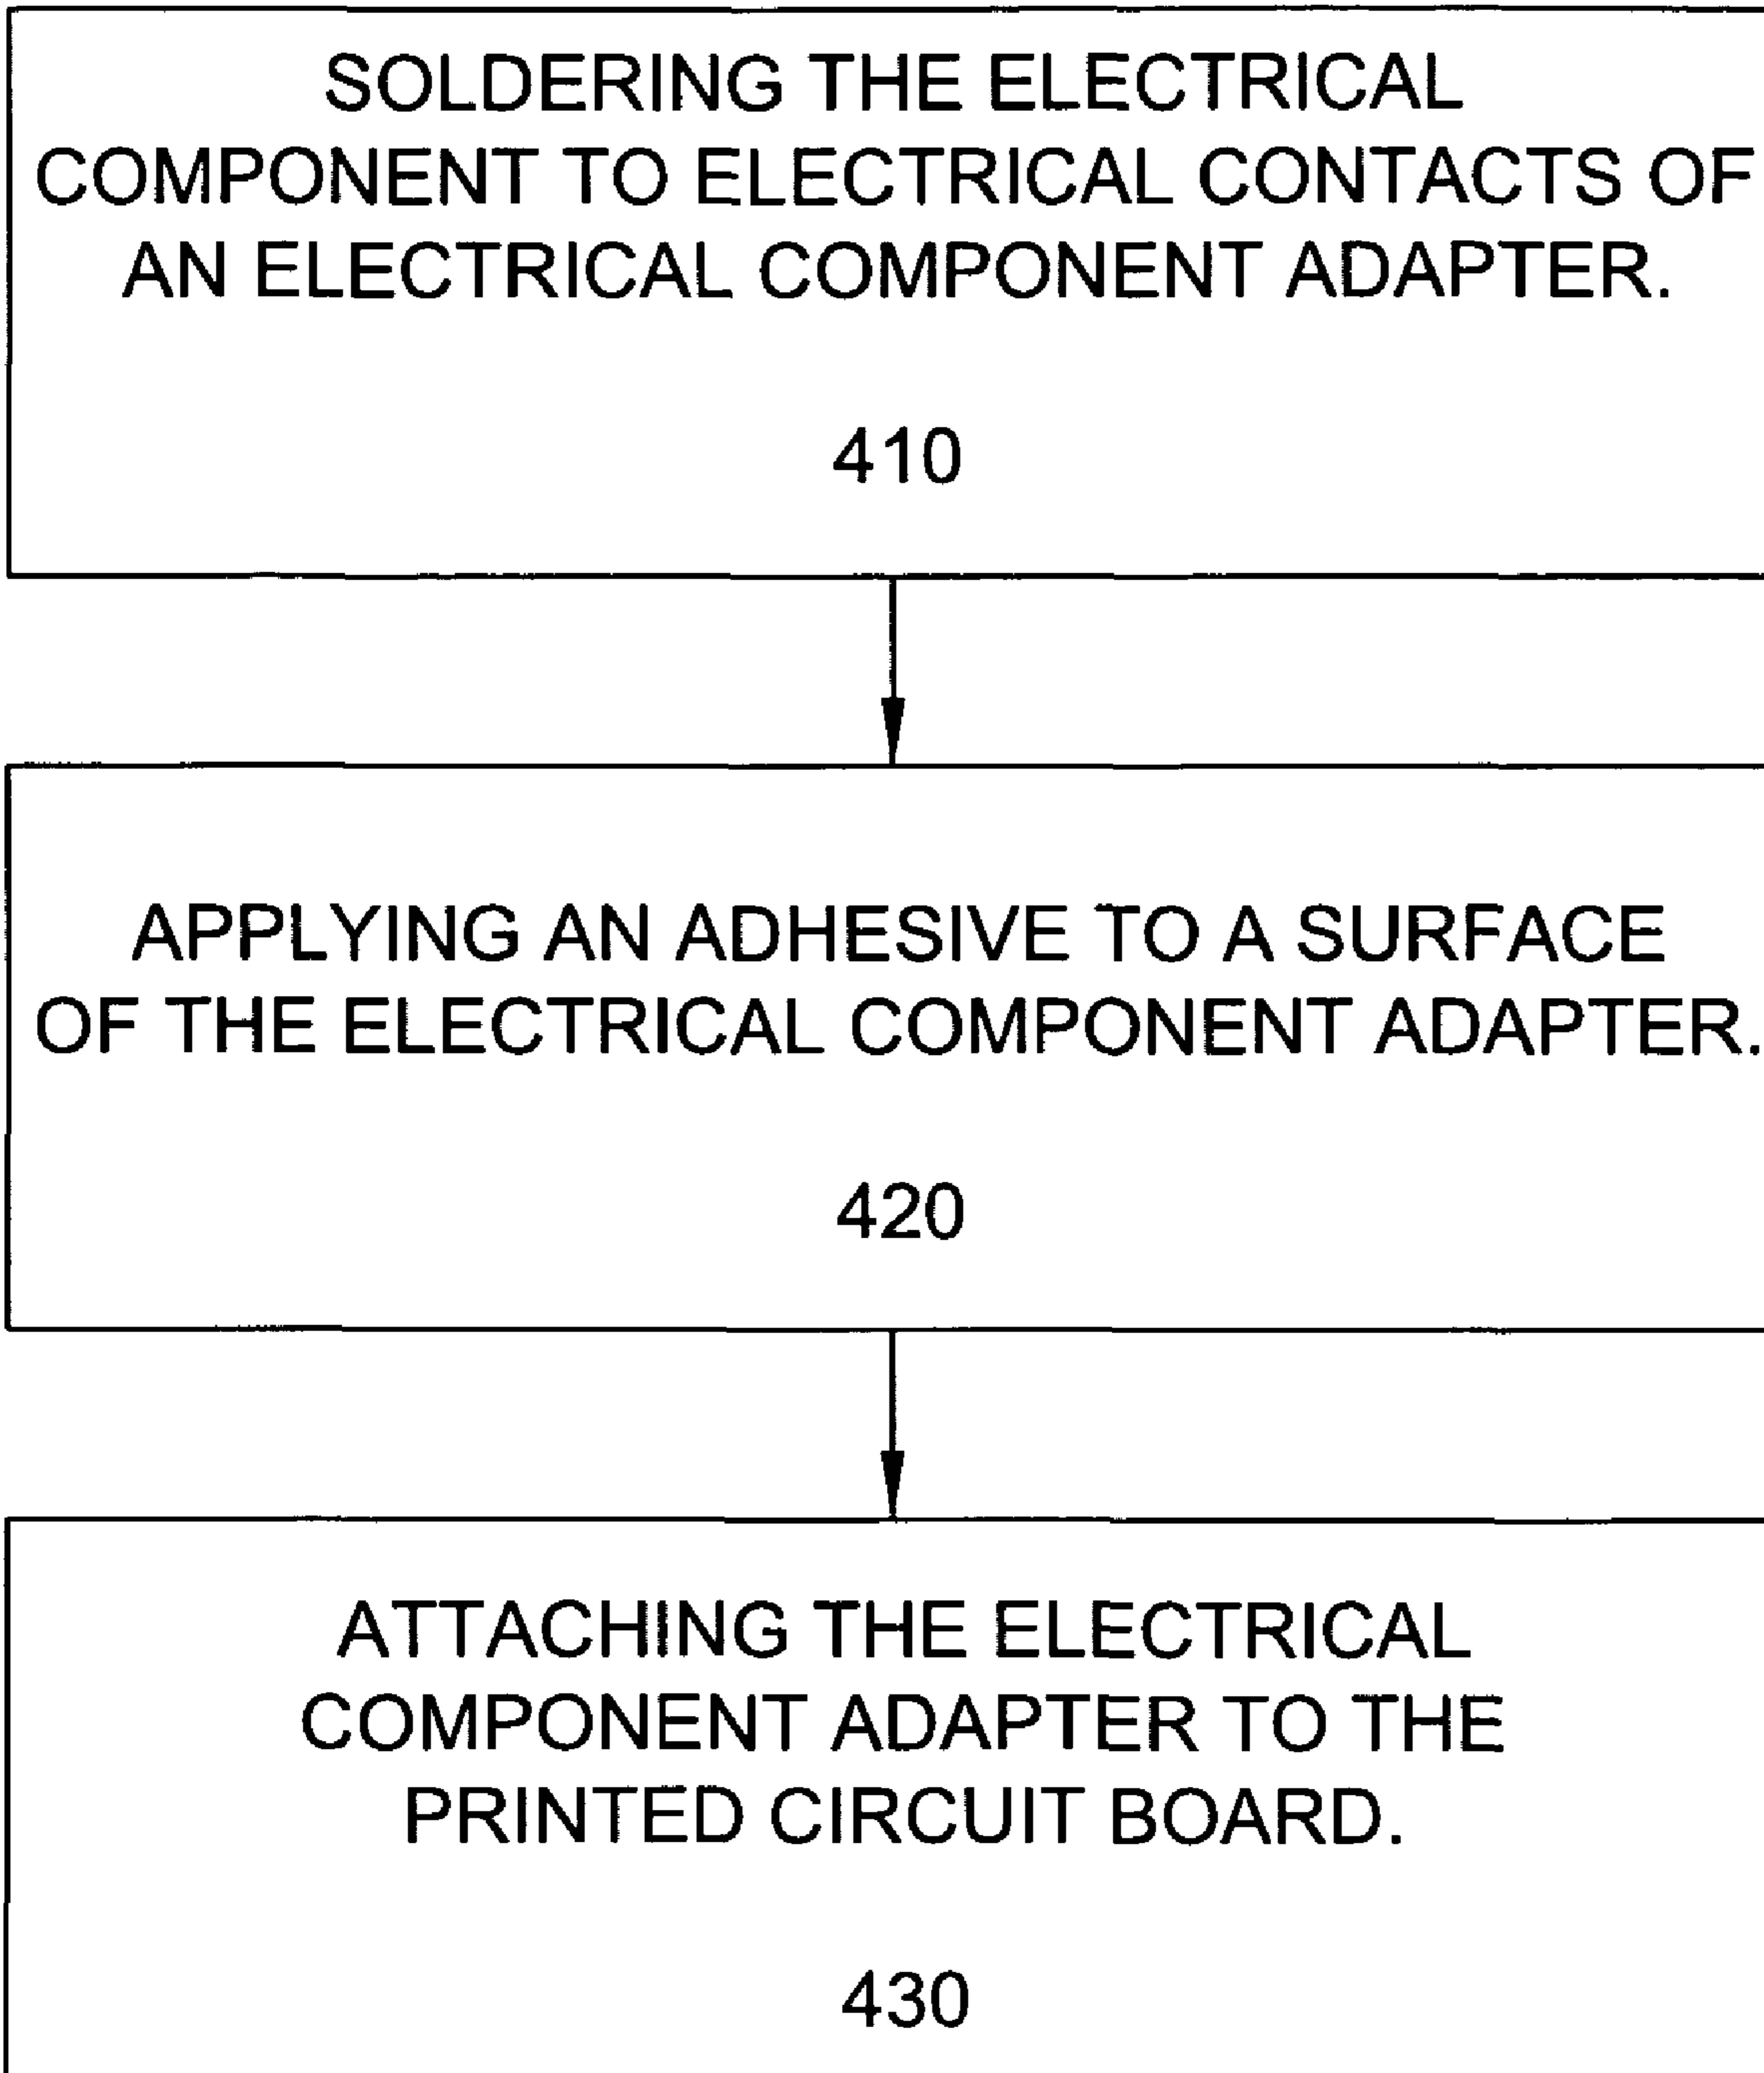 SOLDERING THE ELECTRICAL
COMPONENT TO ELECTRICAL CONTACTS OF
AN ELECTRICAL COMPONENT ADAPTER.
410
APPLYING AN ADHESIVE TO A SURFACE
OF THE ELECTRICAL COMPONENT ADAPTER.
420
ATTACHING THE ELECTRICAL
COMPONENT ADAPTER TO THE
PRINTED CIRCUIT BOARD.
430